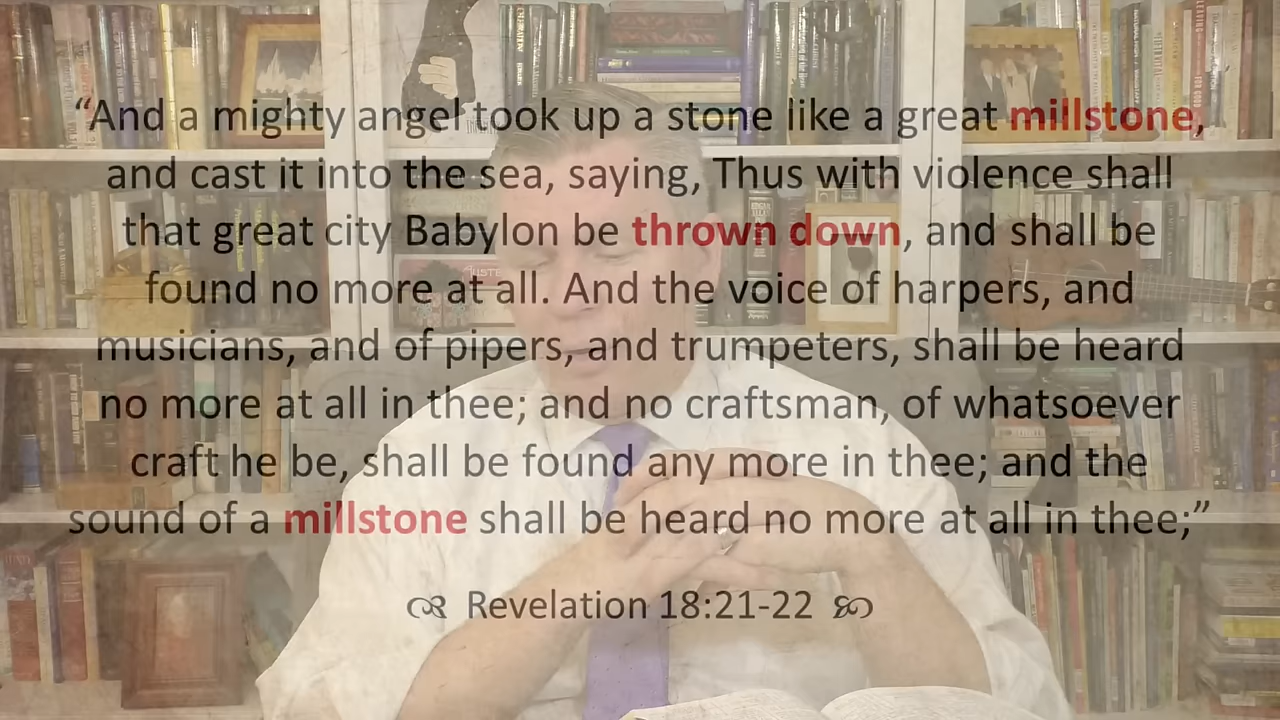 “And a mighty angel took up a stone like a great millstone,
and cast it into the sea, saying, Thus with violence shall
that great city Babylon be thrown down, and shall be
found no more at all. And the voice of harpers, and
musicians, and of pipers, and trumpeters, shall be heard
no more at all in thee; and no craftsman, of whatsoever
craft he be, shall be found any more in thee; and the
sound of a millstone shall be heard no more at all in thee;”
Revelation 18:21-22